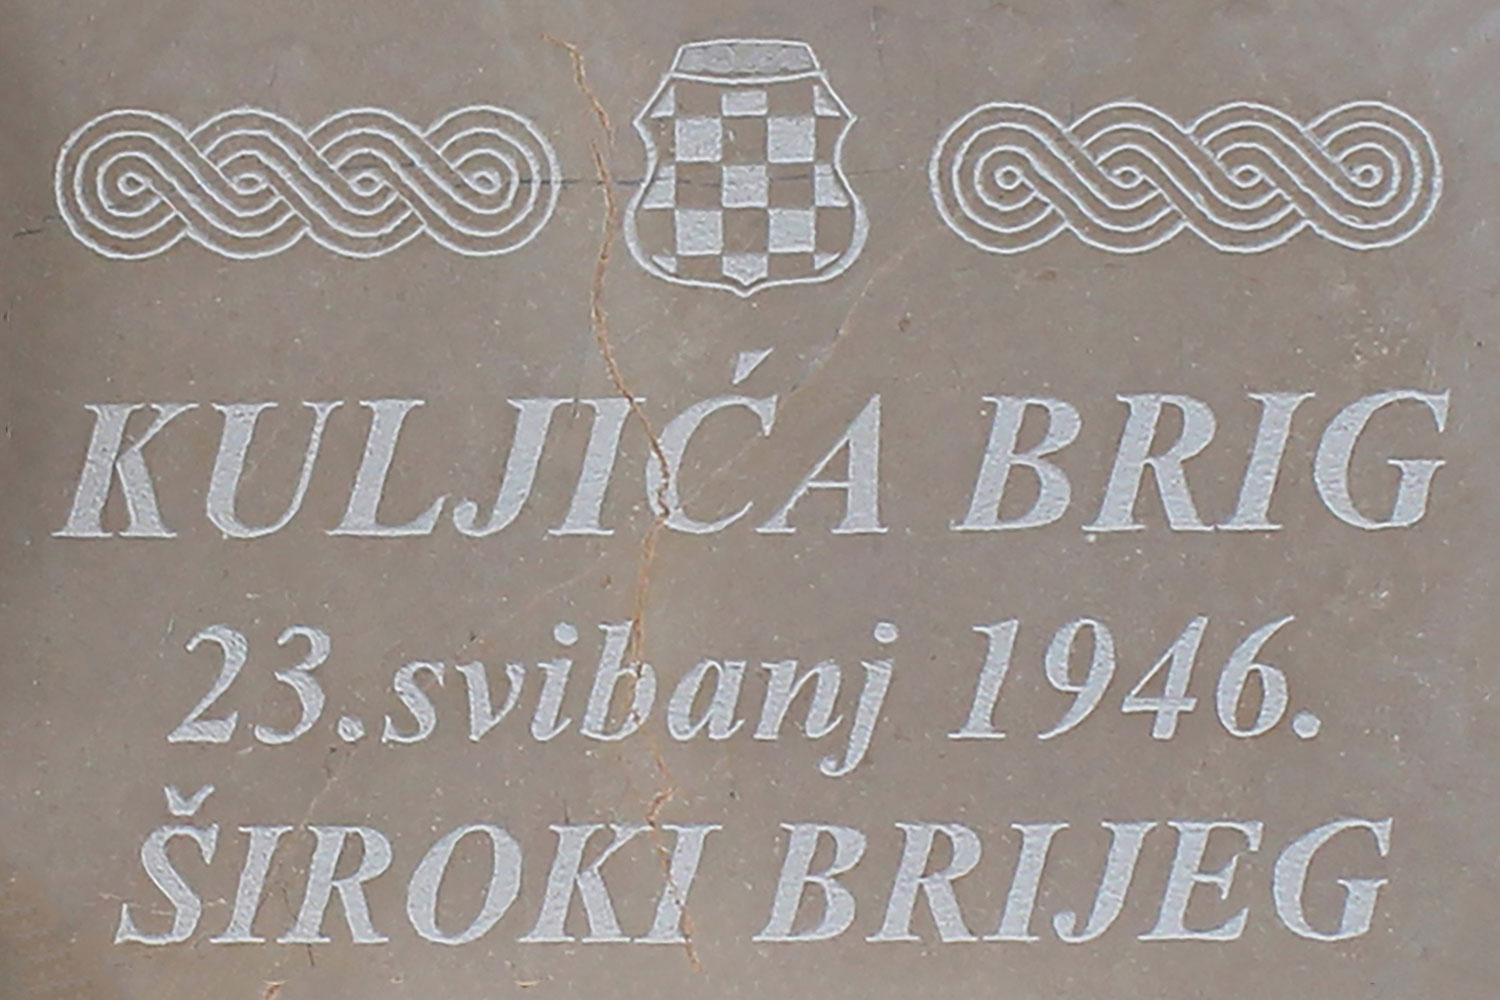 KULJIĆA BRIG
23.svibanj 1946.
ŠIROKI BRIJEG